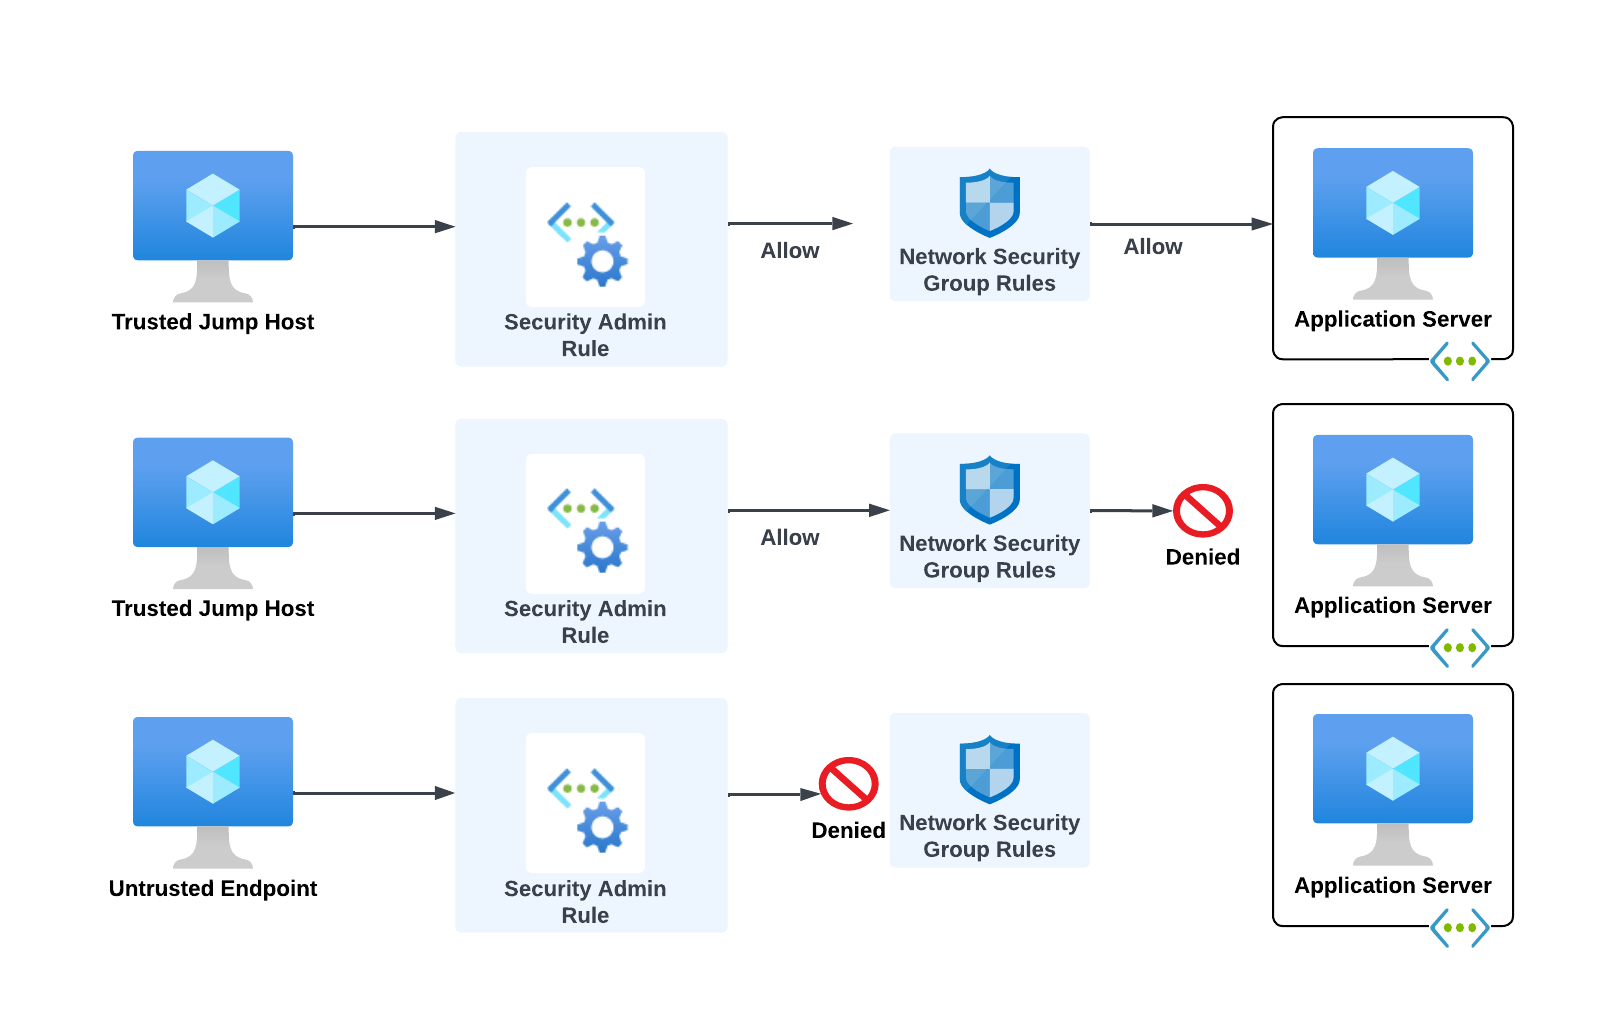 Allow
Allow
Network Security
Group Rules
Trusted Jump Host
Security Admin
Rule
Application Server
Allow
Network Security
Group Rules
Denied
Trusted Jump Host
Security Admin
Rule
Application Server
Denied
Network Security
Group Rules
Untrusted Endpoint
Security Admin
Rule
Application Server